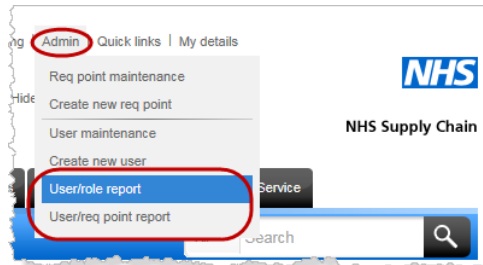 Admin Quick links | My details
Req point maintenance
NHS
Create new req point
Hide
User maintenance
NHS Supply Chain
Create new user
User/role report
Service
User/req point report
Search